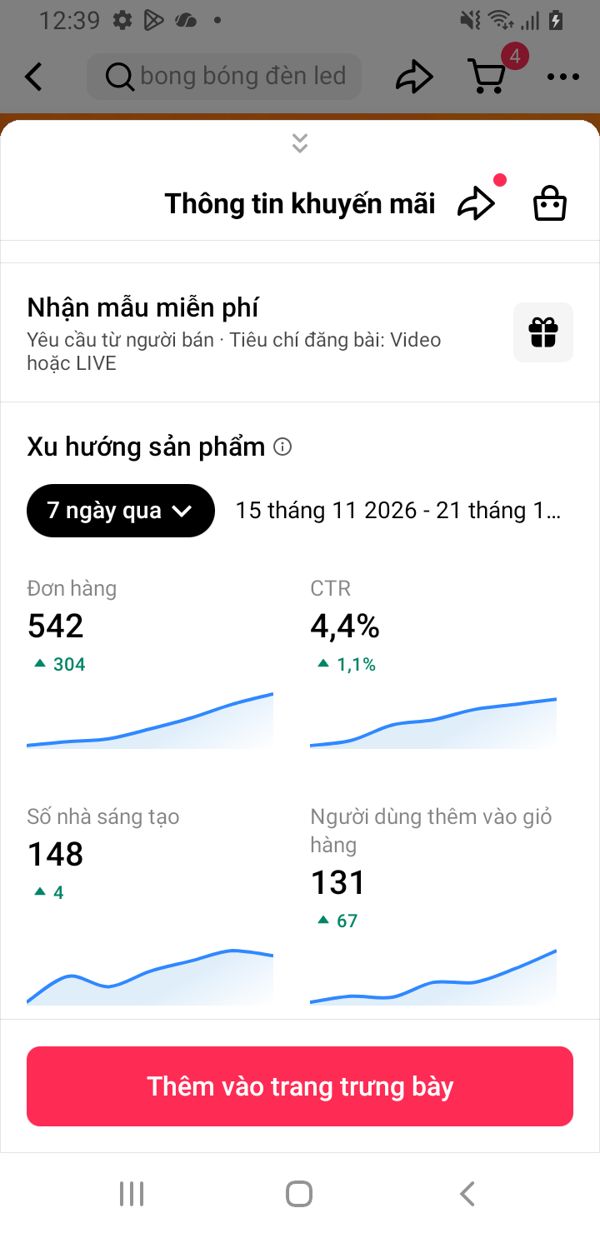 12:39
bong bóng đèn led
4
Thông tin khuyến mãi
Nhận mẫu miễn phí
Yêu cầu từ người bán · Tiêu chí đăng bài: Video
hoặc LIVE
Xu hướng sản phẩm
7 ngày qua
15 tháng 11 2026 - 21 tháng 1...
Đơn hàng
542
304
CTR
4,4%
1,1%
Số nhà sáng tạo
148
4
Người dùng thêm vào giỏ
hàng
131
67
Thêm vào trang trưng bày